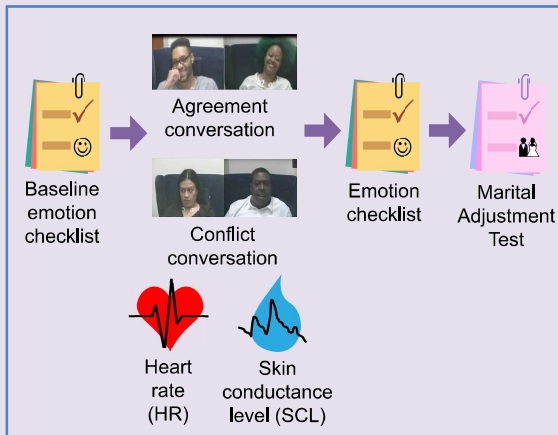 Baseline
emotion
checklist
Agreement
conversation
Conflict
conversation
Emotion
checklist
Marital
Adjustment
Test
Heart
rate
(HR)
Skin
conductance
level (SCL)